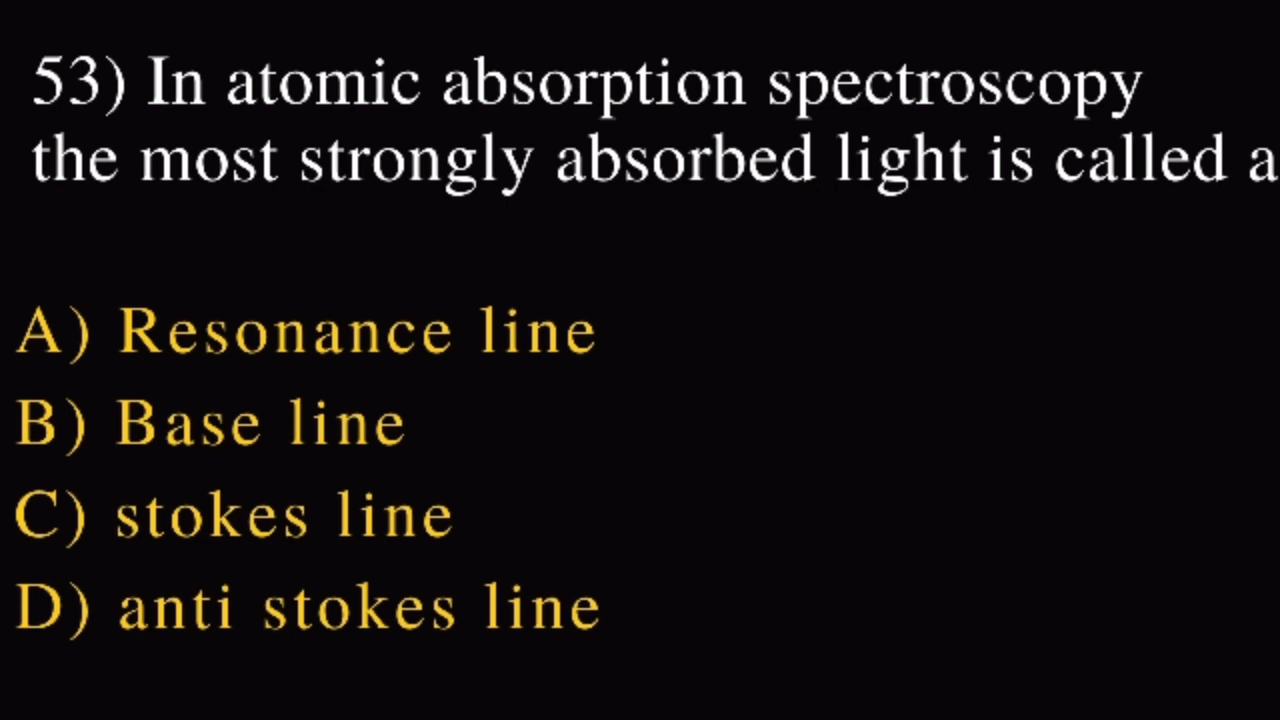 53) In atomic absorption spectroscopy
the most strongly absorbed light is called a
A) Resonance line
B) Base line
C) stokes line
D) anti stokes line